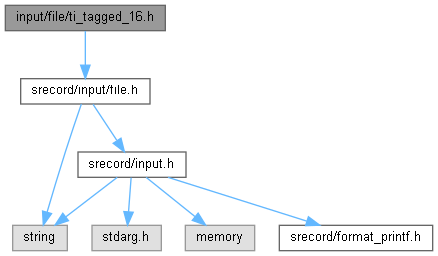 input/file/ti_tagged_16.h
srecord/input/file.h
srecord/input.h
string
stdarg.h
memory
srecord/format_printf.h